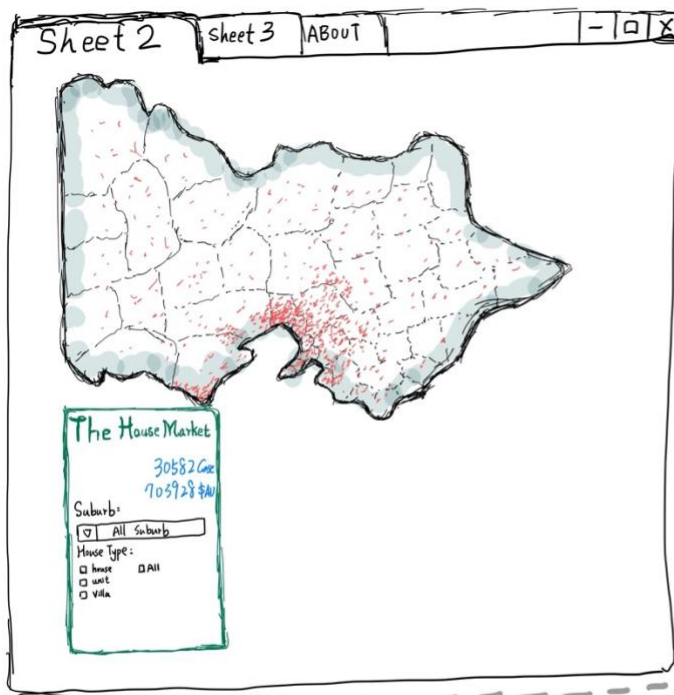 Sheet 2
Sheet 3
ABouT
The House Market
30582 Case
703928 $AU
Suburb:
All Suburb
House Type:
house
All
unit
villa